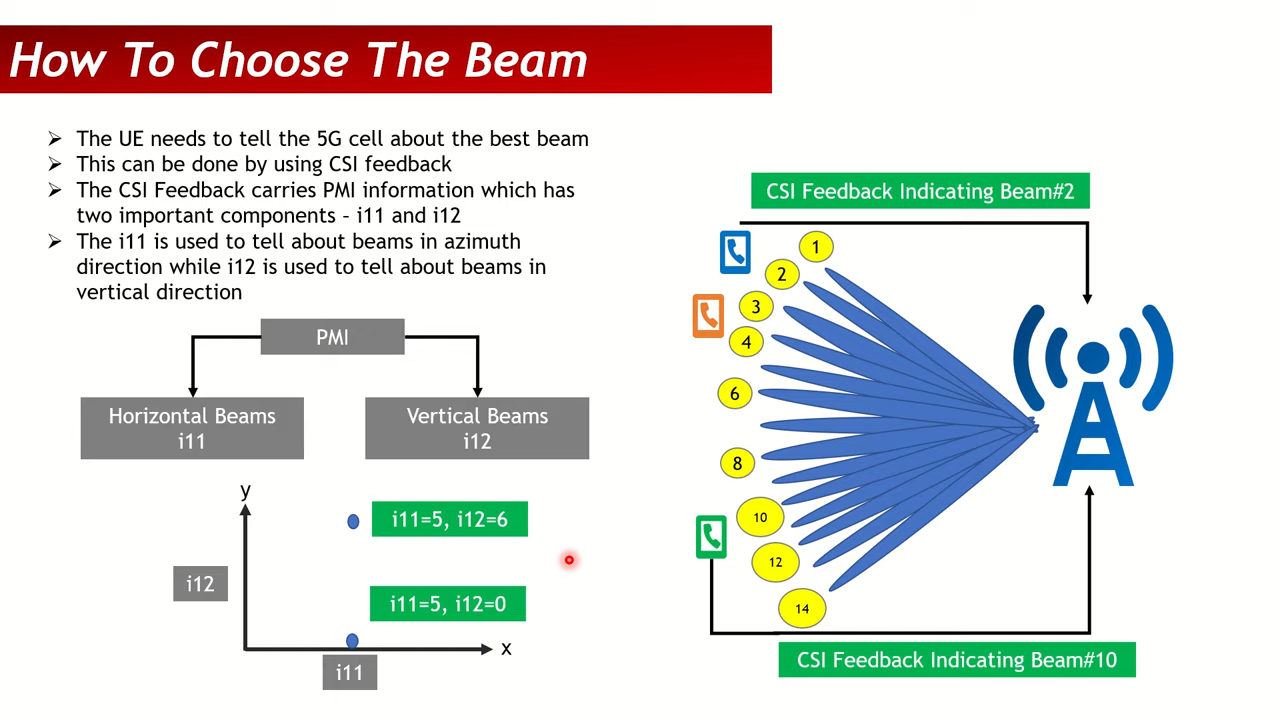 How To Choose The Beam
➢ The UE needs to tell the 5G cell about the best beam
➢ This can be done by using CSI feedback
➢ The CSI Feedback carries PMI information which has
two important components – i11 and i12
➢ The i11 is used to tell about beams in azimuth
direction while i12 is used to tell about beams in
vertical direction
PMI
Horizontal Beams
i11
Vertical Beams
i12
y
i11=5, i12=6
i12
i11=5, i12=0
x
i11
CSI Feedback Indicating Beam#2
1
2
3
4
6
8
10
12
14
CSI Feedback Indicating Beam#10